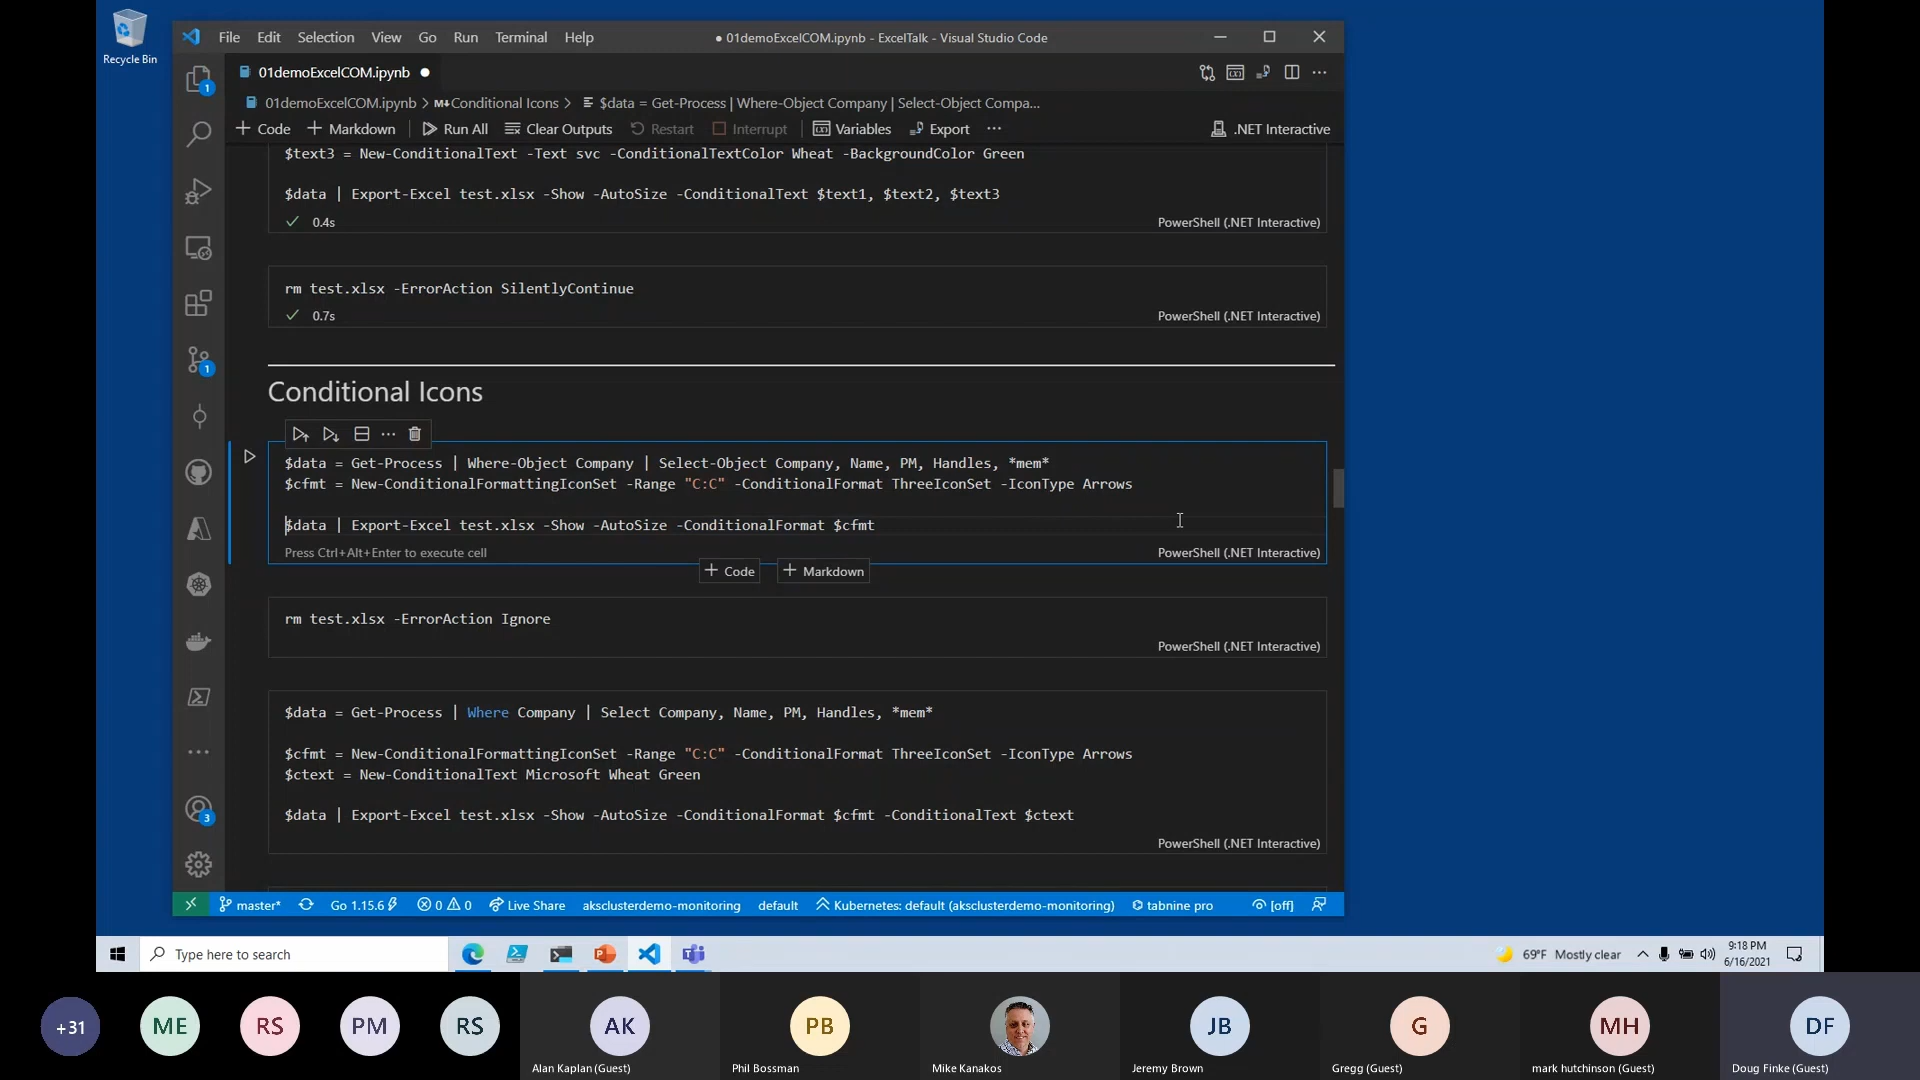 Recycle Bin
File Edit Selection View Go Run Terminal Help
● 01demoExcelCOM.ipynb - ExcelTalk - Visual Studio Code
01demoExcelCOM.ipynb
01demoExcelCOM.ipynb > M↓Conditional Icons > $data = Get-Process | Where-Object Company | Select-Object Compa...
+ Code + Markdown Run All Clear Outputs Restart Interrupt Variables Export ... .NET Interactive
$text3 = New-ConditionalText -Text svc -ConditionalTextColor Wheat -BackgroundColor Green
$data | Export-Excel test.xlsx -Show -AutoSize -ConditionalText $text1, $text2, $text3
✓ 0.4s PowerShell (.NET Interactive)
rm test.xlsx -ErrorAction SilentlyContinue
✓ 0.7s PowerShell (.NET Interactive)
Conditional Icons
$data = Get-Process | Where-Object Company | Select-Object Company, Name, PM, Handles, *mem*
$cfmt = New-ConditionalFormattingIconSet -Range "C:C" -ConditionalFormat ThreeIconSet -IconType Arrows
$data | Export-Excel test.xlsx -Show -AutoSize -ConditionalFormat $cfmt
Press Ctrl+Alt+Enter to execute cell PowerShell (.NET Interactive)
+ Code + Markdown
rm test.xlsx -ErrorAction Ignore
PowerShell (.NET Interactive)
$data = Get-Process | Where Company | Select Company, Name, PM, Handles, *mem*
$cfmt = New-ConditionalFormattingIconSet -Range "C:C" -ConditionalFormat ThreeIconSet -IconType Arrows
$ctext = New-ConditionalText Microsoft Wheat Green
$data | Export-Excel test.xlsx -Show -AutoSize -ConditionalFormat $cfmt -ConditionalText $ctext
PowerShell (.NET Interactive)
1
1
3
master* Go 1.15.6 0 0 Live Share aksclusterdemo-monitoring default Kubernetes: default (aksclusterdemo-monitoring) tabnine pro [off]
Type here to search
69°F Mostly clear
9:18 PM
6/16/2021
+31 ME RS PM RS AK PB JB G MH DF
Alan Kaplan (Guest) Phil Bossman Mike Kanakos Jeremy Brown Gregg (Guest) mark hutchinson (Guest) Doug Finke (Guest)